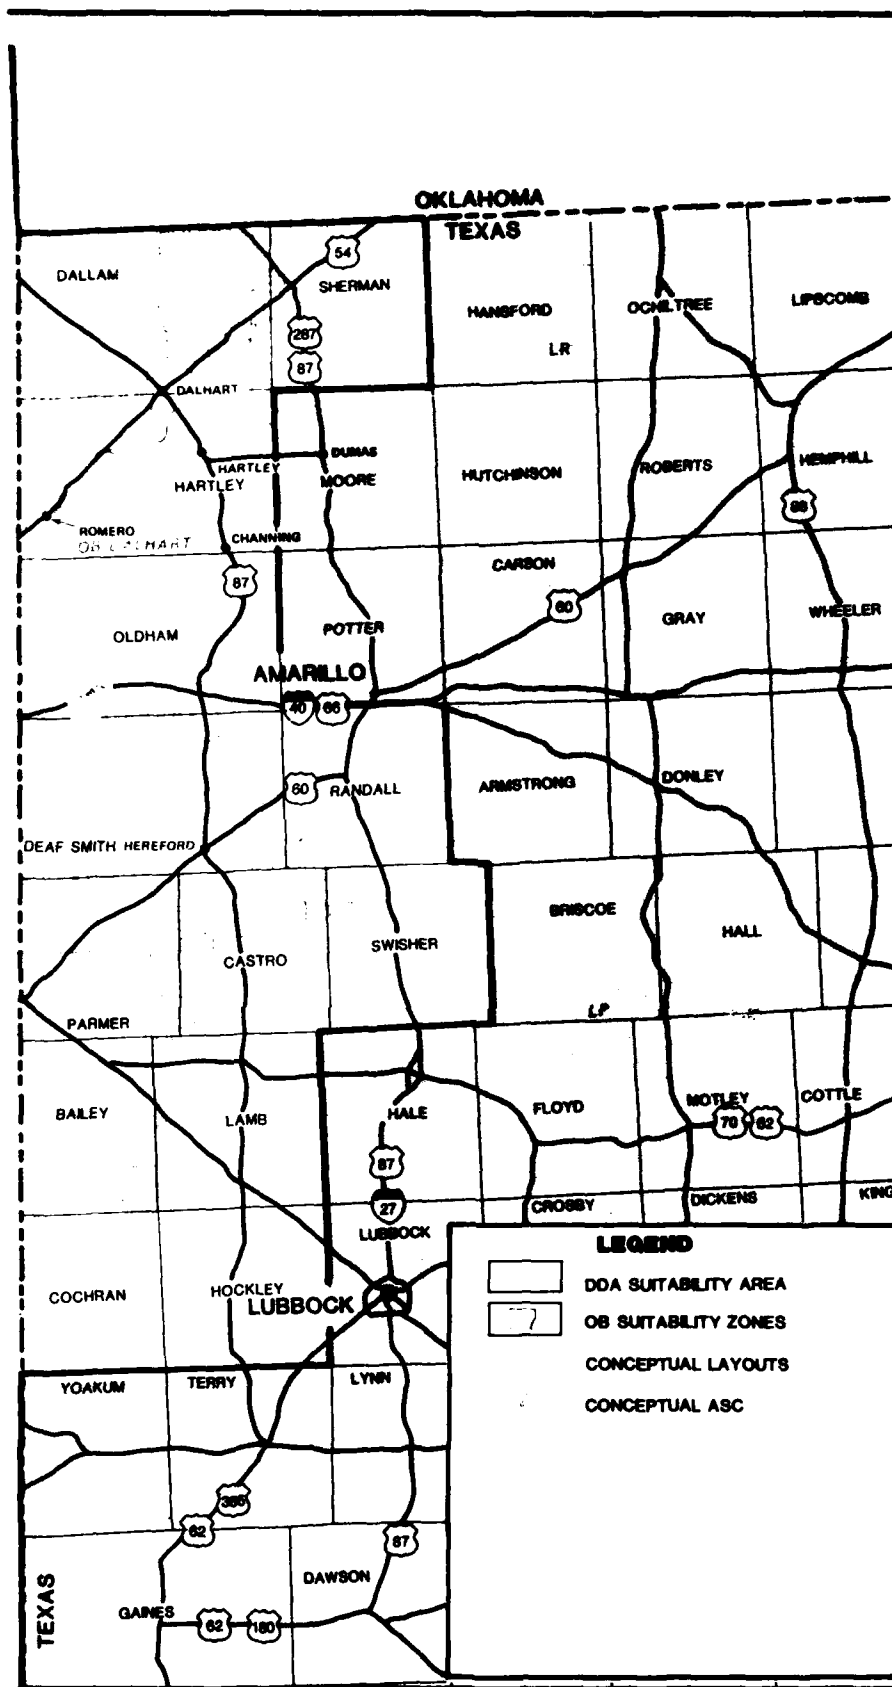 OKLAHOMA
TEXAS
54
DALLAM
SHERMAN
HANSFORD
OCHILTREE
LIPSCOMB
287
LR
87
DALHART
DUMAS
HARTLEY
HARTLEY
MOORE
HUTCHINSON
ROBERTS
HEMPHILL
ROMERO
CHANNING
CARSON
87
60
OLDHAM
POTTER
GRAY
WHEELER
AMARILLO
40
66
60
RANDALL
ARMSTRONG
DONLEY
DEAF SMITH
HEREFORD
BRISCOE
HALL
CASTRO
SWISHER
PARMER
BAILEY
LAMB
HALE
FLOYD
MOTLEY
COTTLE
70
62
87
27
CROSBY
DICKENS
KING
LUBBOCK
COCHRAN
HOCKLEY
LUBBOCK
LEGEND
DDA SUITABILITY AREA
OB SUITABILITY ZONES
CONCEPTUAL LAYOUTS
CONCEPTUAL ASC
YOAKUM
TERRY
LYNN
385
62
87
DAWSON
GAINES
62
180
TEXAS